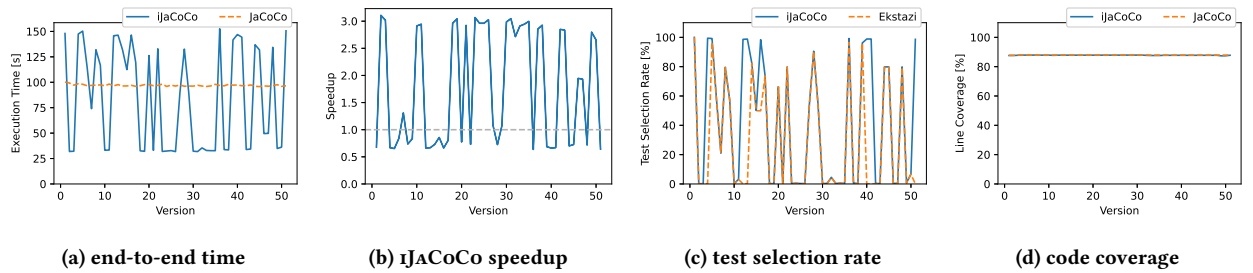 iJaCoCo JaCoCo
Execution Time [s]
150
125
100
75
50
25
0
0 10 20 30 40 50
Version
(a) end-to-end time
Speedup
3.0
2.5
2.0
1.5
1.0
0.5
0.0
0 10 20 30 40 50
Version
(b) iJaCoCo speedup
iJaCoCo Ekstazi
Test Selection Rate [%]
100
80
60
40
20
0
0 10 20 30 40 50
Version
(c) test selection rate
iJaCoCo JaCoCo
Line Coverage [%]
100
80
60
40
20
0
0 10 20 30 40 50
Version
(d) code coverage